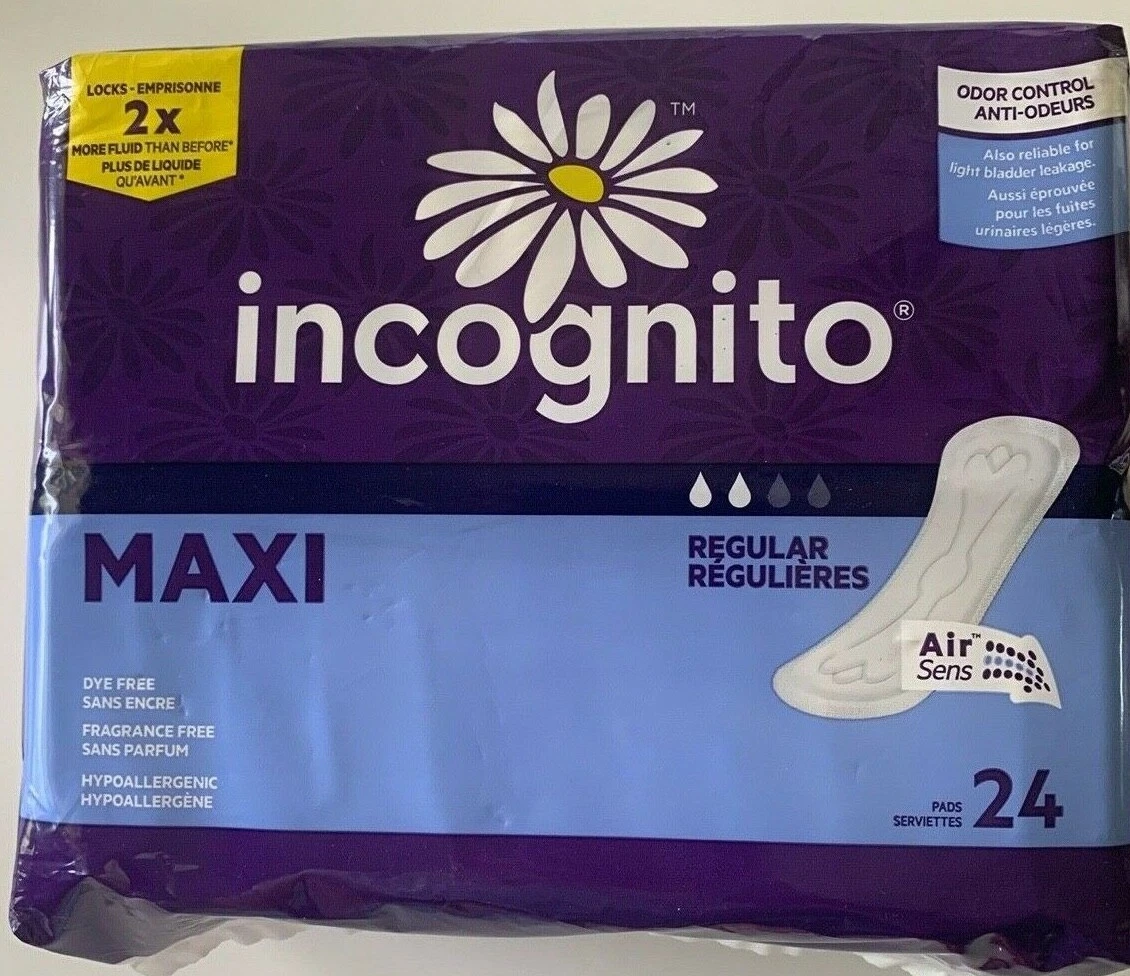 LOCKS - EMPRISONNE
2x
MORE FLUID THAN BEFORE*
PLUS DE LIQUIDE
QU'AVANT*
TM
ODOR CONTROL
ANTI-ODEURS
Also reliable for
light bladder leakage.
Aussi éprouvée
pour les fuites
urinaires légères.
incognito®
MAXI
REGULAR
RÉGULIÈRES
Air™
Sens
DYE FREE
SANS ENCRE
FRAGRANCE FREE
SANS PARFUM
HYPOALLERGENIC
HYPOALLERGÈNE
PADS
SERVIETTES
24